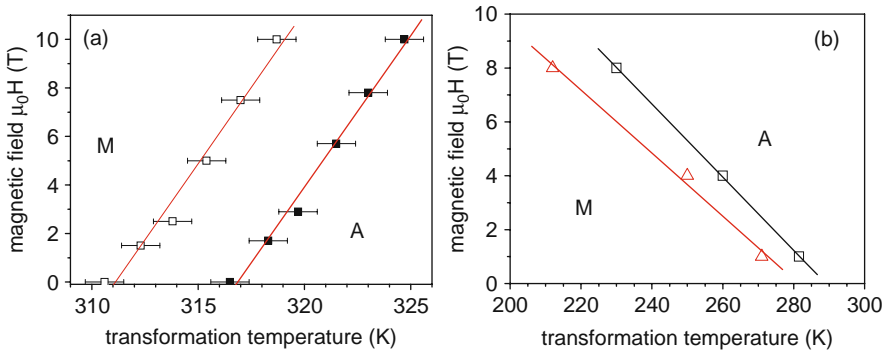 (a)
magnetic field μ₀H (T)
10
8
6
4
2
0
M
A
310
315
320
325
transformation temperature (K)
(b)
magnetic field μ₀H (T)
10
8
6
4
2
0
A
M
200
220
240
260
280
300
transformation temperature (K)